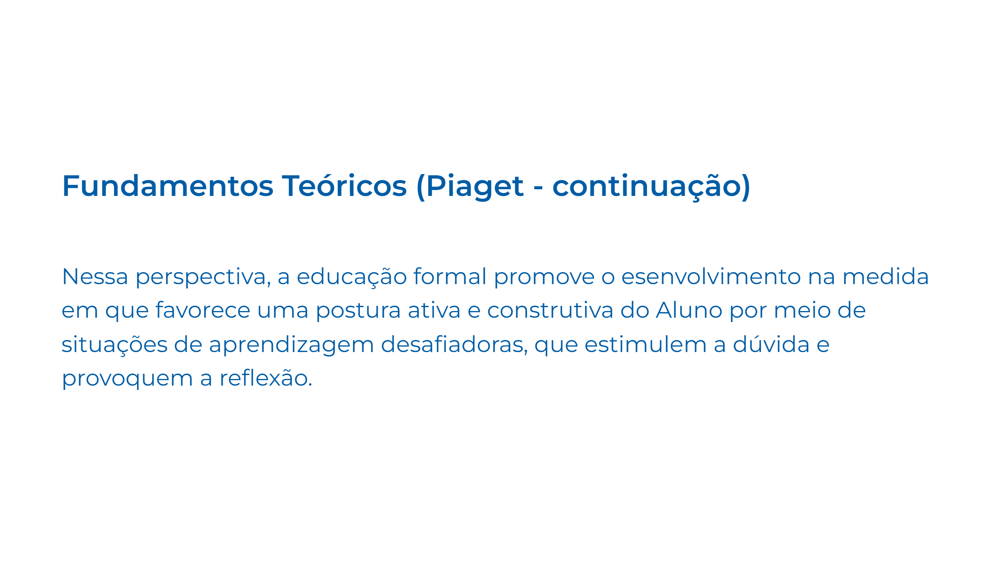 Fundamentos Teóricos (Piaget - continuação)
Nessa perspectiva, a educação formal promove o esenvolvimento na medida
em que favorece uma postura ativa e construtiva do Aluno por meio de
situações de aprendizagem desafiadoras, que estimulem a dúvida e
provoquem a reflexão.